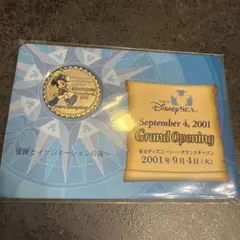 Disney SEA
September 4, 2001
Grand Opening
東京ディズニーシー・グランドオープン
2001年9月4日(火)
冒険とイマジネーションの海へ